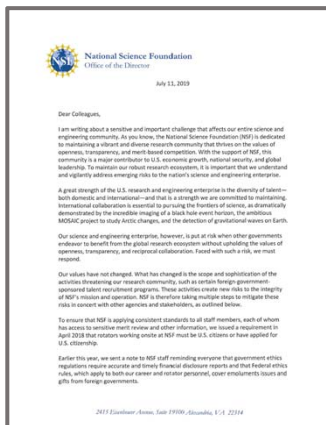 NSF
National Science Foundation
Office of the Director
July 11, 2019
Dear Colleagues,
I am writing about a sensitive and important challenge that affects our entire science and
engineering community. As you know, the National Science Foundation (NSF) is dedicated
to maintaining a vibrant and diverse research community that thrives on the values of
openness, transparency, and merit-based competition. With the support of NSF, this
community is a major contributor to U.S. economic growth, national security, and global
leadership. To maintain our robust research ecosystem, it is important that we understand
and vigilantly address emerging risks to the nation's science and engineering enterprise.
A great strength of the U.S. research and engineering enterprise is the diversity of talent—
both domestic and international—and that is a strength we are committed to maintaining.
International collaboration is essential to pursuing the frontiers of science, as dramatically
demonstrated by the incredible imaging of a black hole event horizon, the ambitious
MOSAiC project to study Arctic changes, and the detection of gravitational waves on Earth.
Our science and engineering enterprise, however, is put at risk when other governments
endeavor to benefit from the global research ecosystem without upholding the values of
openness, transparency, and reciprocal collaboration. Faced with such a risk, we must
respond.
Our values have not changed. What has changed is the scope and sophistication of the
activities threatening our research community, such as certain foreign-government-
sponsored talent recruitment programs. These activities create new risks to the integrity
of NSF's mission and operation. NSF is therefore taking multiple steps to mitigate these
risks in concert with other agencies and stakeholders, as outlined below.
To ensure that NSF is applying consistent standards to all staff members, each of whom
has access to sensitive merit review and other information, we issued a requirement in
April 2018 that rotators working onsite at NSF must be U.S. citizens or have applied for
U.S. citizenship.
Earlier this year, we sent a note to NSF staff reminding everyone that government ethics
regulations require accurate and timely financial disclosure reports and that Federal ethics
rules, which apply to both our career and rotator personnel, cover emoluments issues and
gifts from foreign governments.
2415 Eisenhower Avenue, Suite 19100 Alexandria, VA 22314